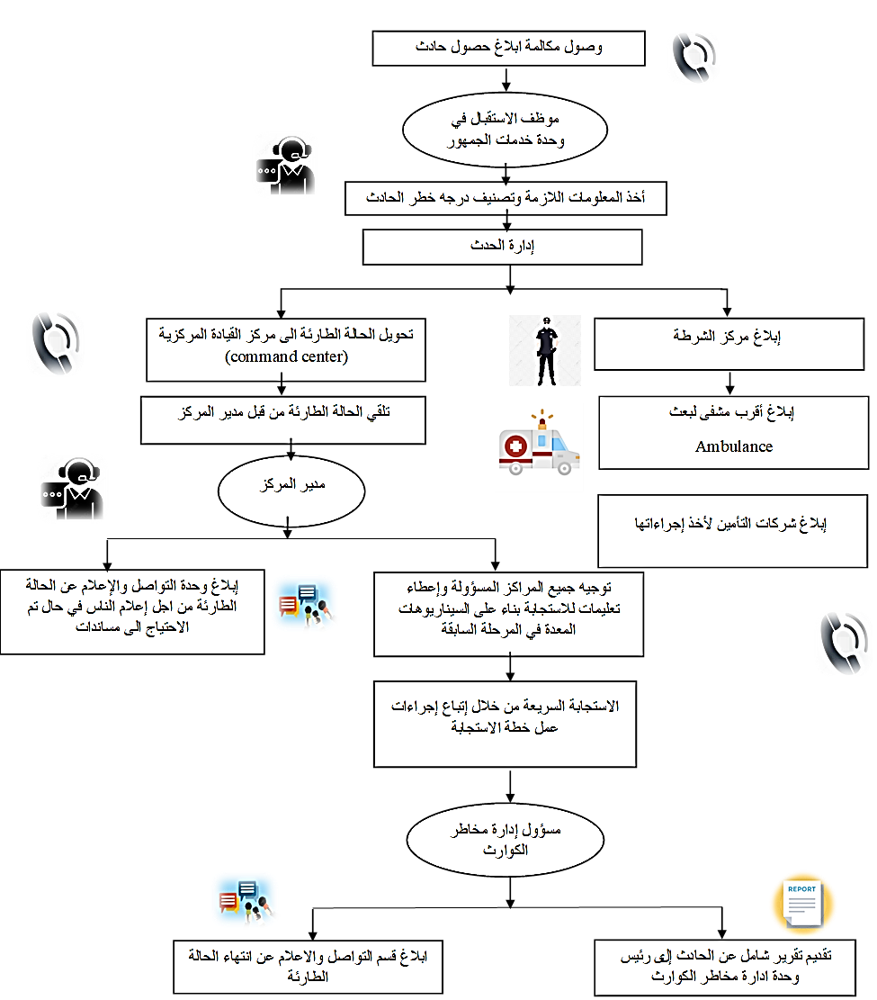 وصول مكالمة ابلاغ حصول حادث
موظف الاستقبال في
وحدة خدمات الجمهور
أخذ المعلومات اللازمة وتصنيف درجه خطر الحادث
إدارة الحدث
تحويل الحالة الطارئة الى مركز القيادة المركزية
(command center)
إبلاغ مركز الشرطة
تلقي الحالة الطارئة من قبل مدير المركز
إبلاغ أقرب مشفى لبعث
Ambulance
مدير المركز
إبلاغ شركات التأمين لأخذ إجراءاتها
إبلاغ وحدة التواصل والإعلام عن الحالة
الطارئة من اجل إعلام الناس في حال تم
الاحتياج الى مساندات
توجيه جميع المراكز المسؤولة وإعطاء
تعليمات للاستجابة بناء على السيناريوهات
المعدة في المرحلة السابقة
الاستجابة السريعة من خلال إتباع إجراءات
عمل خطة الاستجابة
مسؤول إدارة مخاطر
الكوارث
REPORT
تقديم تقرير شامل عن الحادث إلى رئيس
وحدة ادارة مخاطر الكوارث
ابلاغ قسم التواصل والاعلام عن انتهاء الحالة
الطارئة